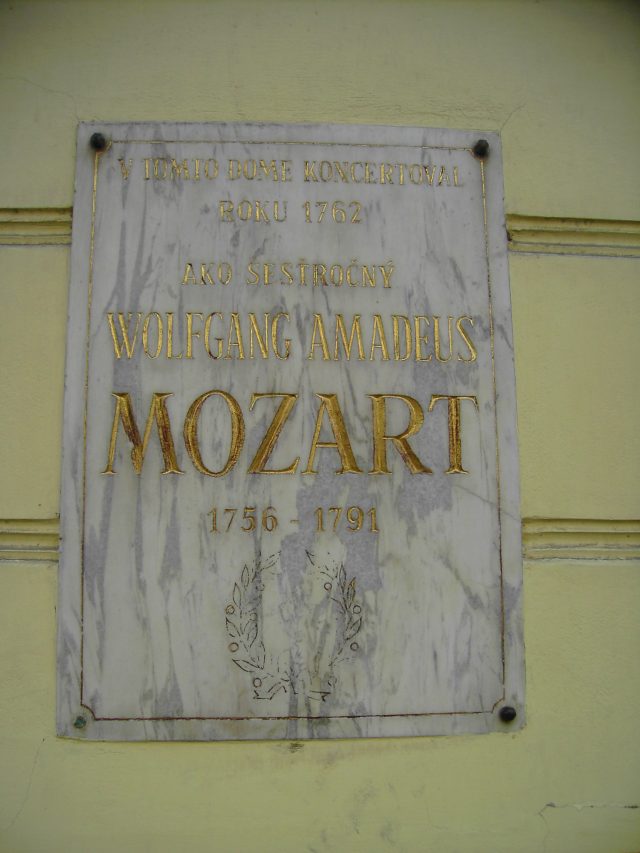 V TOMTO DOME KONCERTOVAL
ROKU 1762
AKO ŠESŤROČNÝ
WOLFGANG AMADEUS
MOZART
1756 - 1791